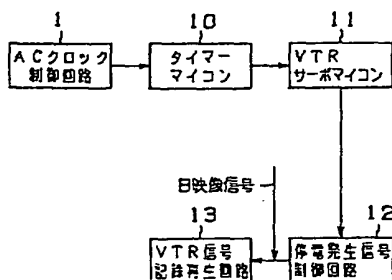 1
ACクロック
制御回路
10
タイマー
マイコン
11
VTR
サーボマイコン
日映像信号
13
VTR信号
記録再生回路
12
停電発生信号
制御回路